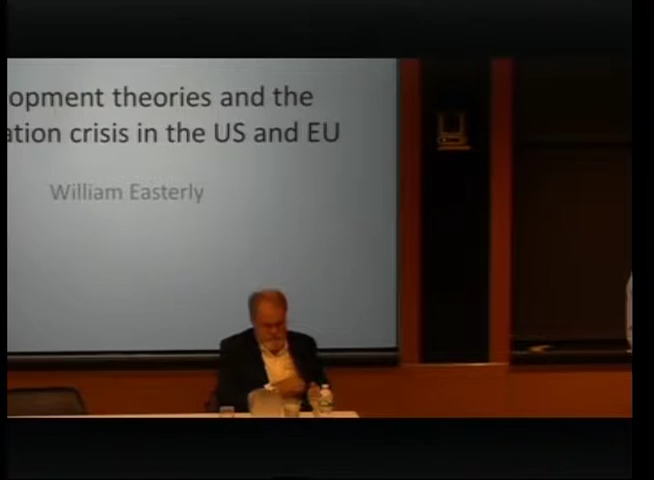 opment theories and the
ation crisis in the US and EU
William Easterly